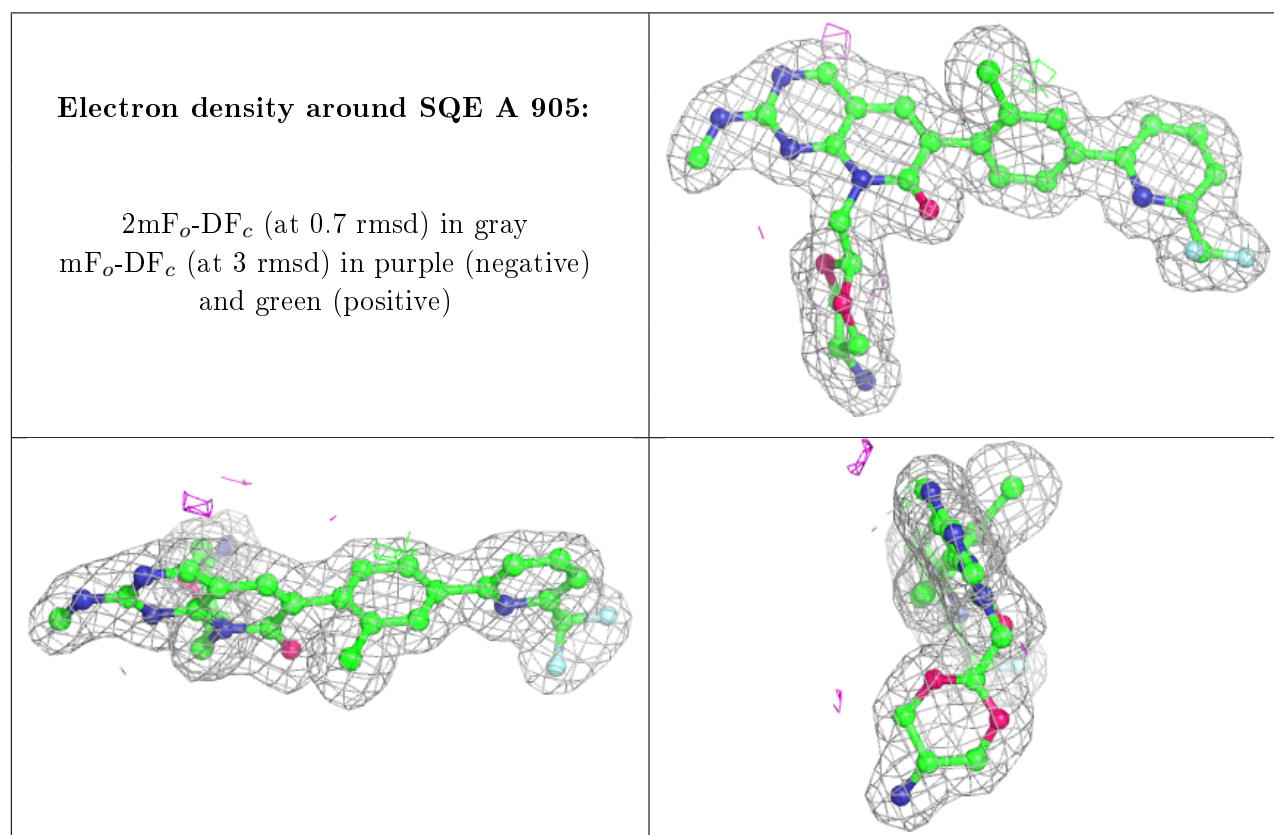 Electron density around SQE A 905:
2mFo-DFc (at 0.7 rmsd) in gray
mFo-DFc (at 3 rmsd) in purple (negative)
and green (positive)